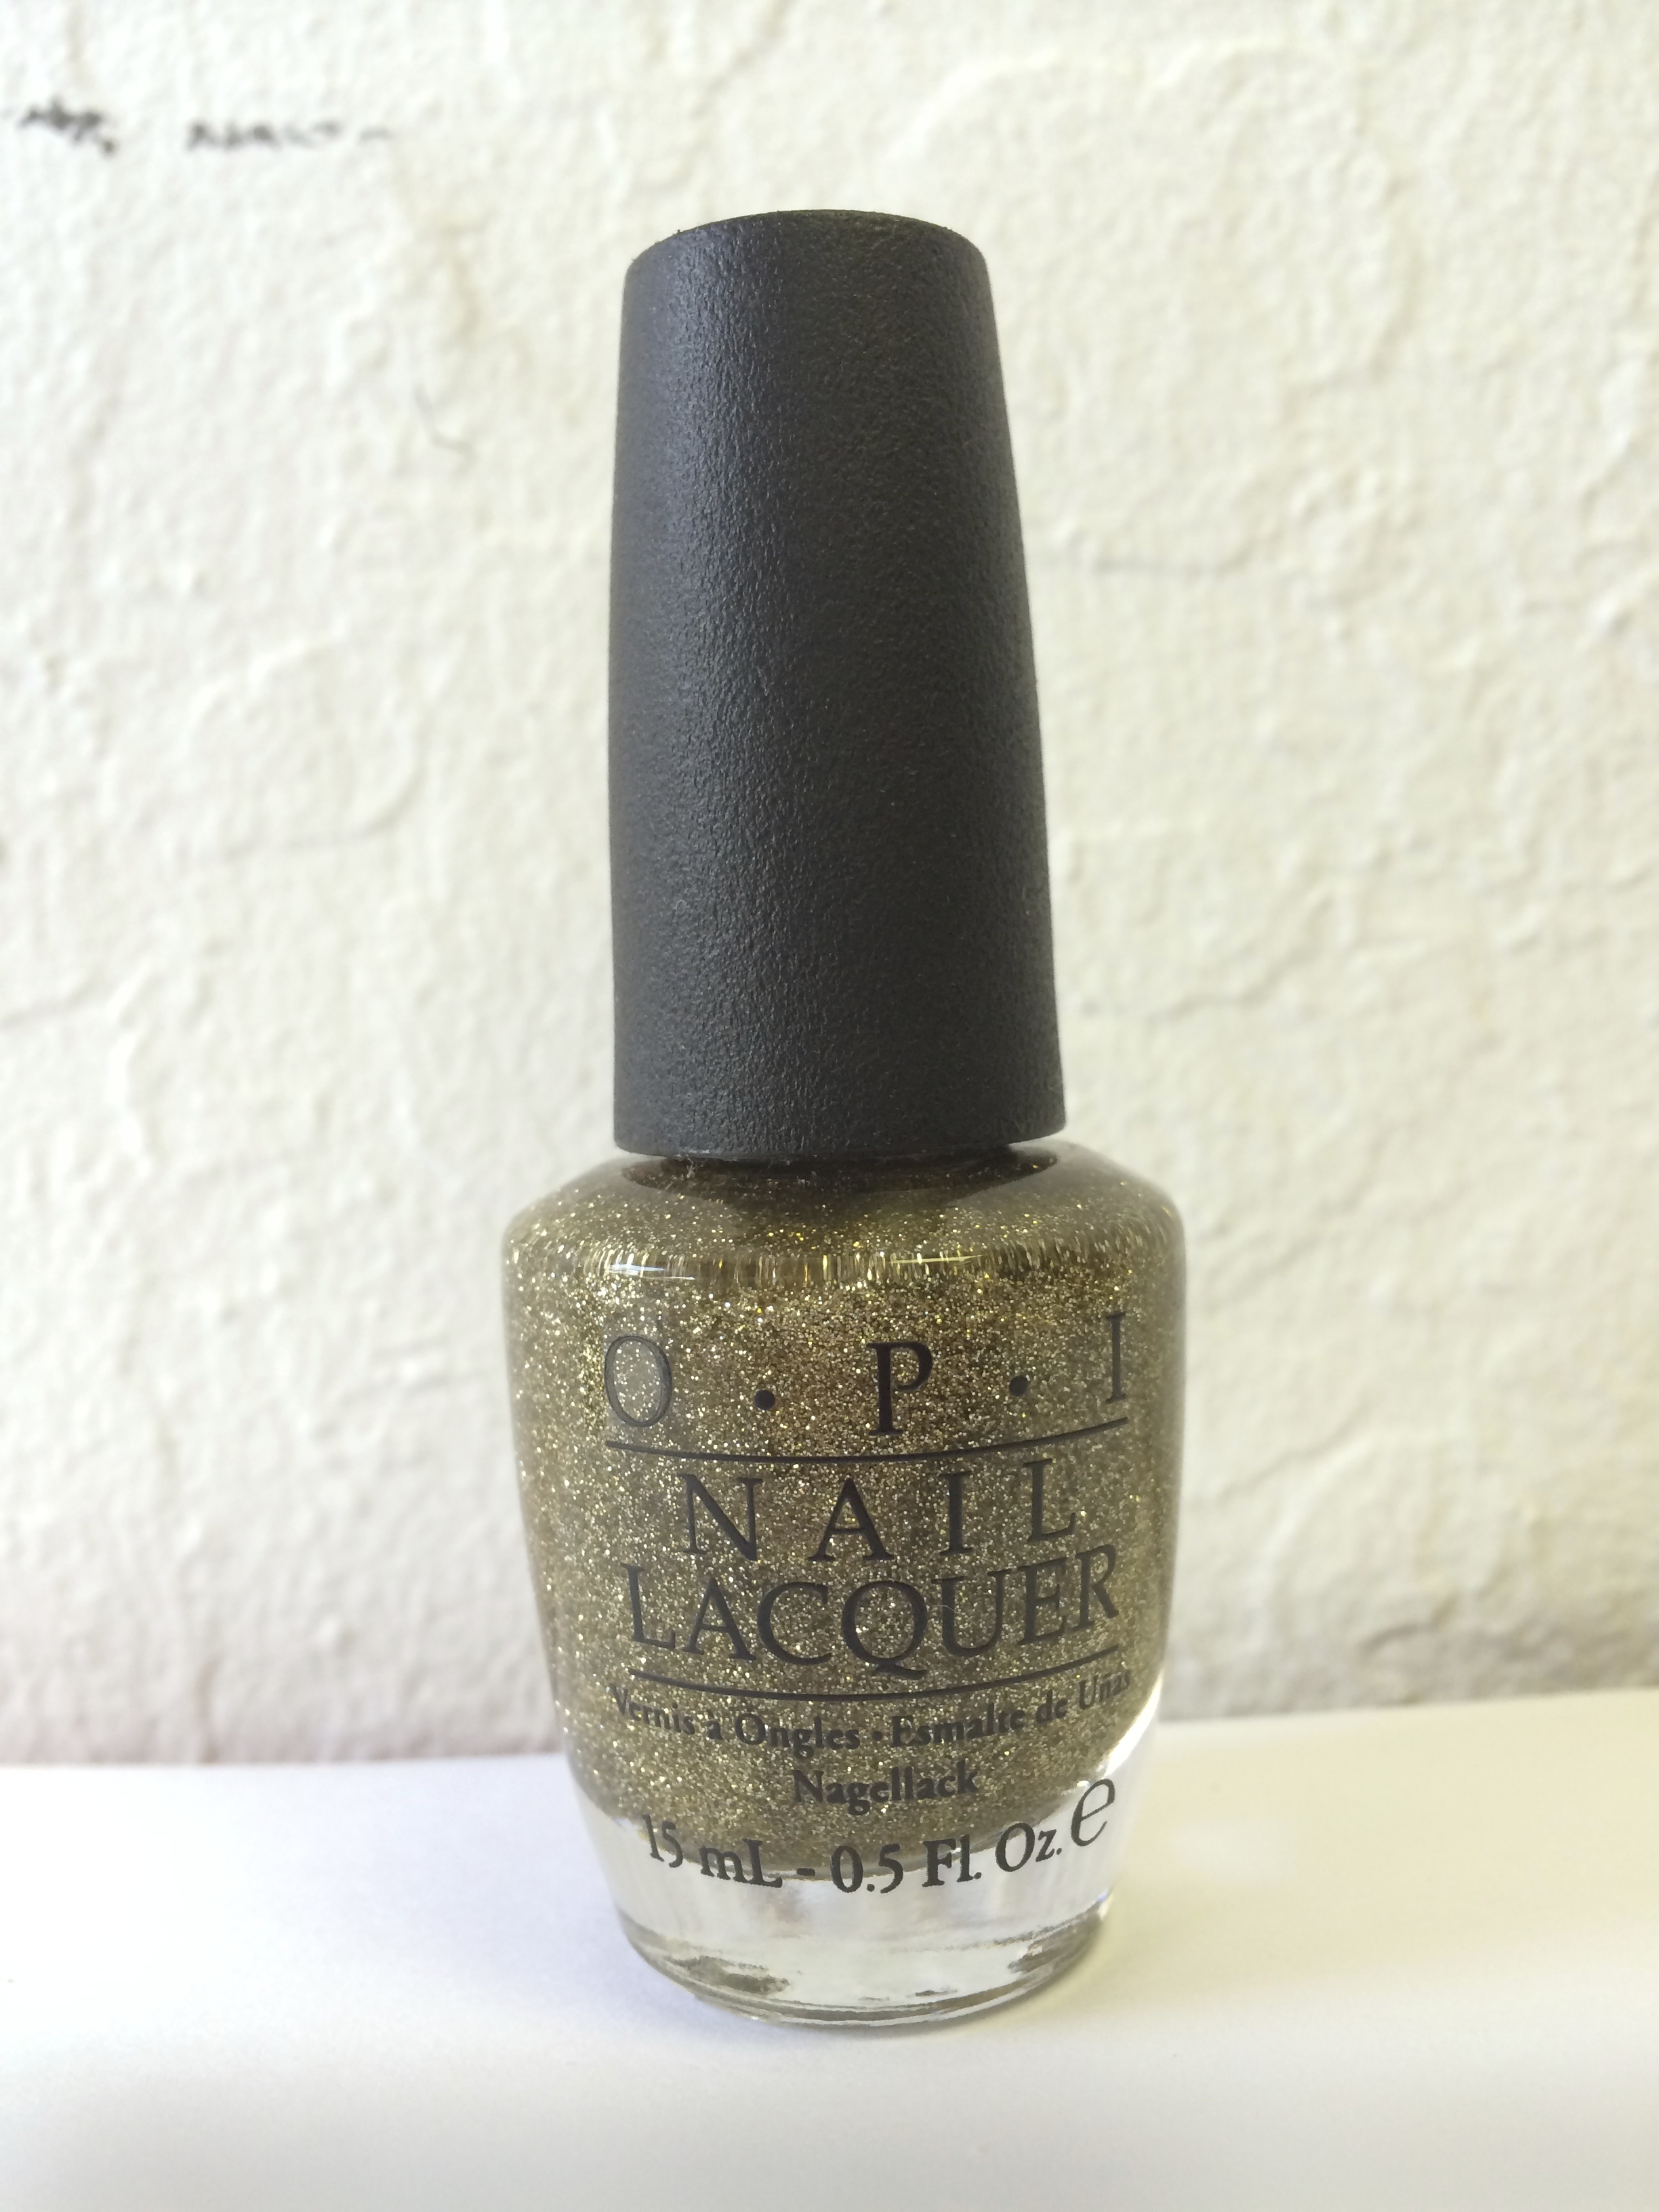 O • P • I
NAIL
LACQUER
Vernis à Ongles • Esmalte de Uñas
Nagellack
15 mL - 0.5 Fl. Oz. ℮